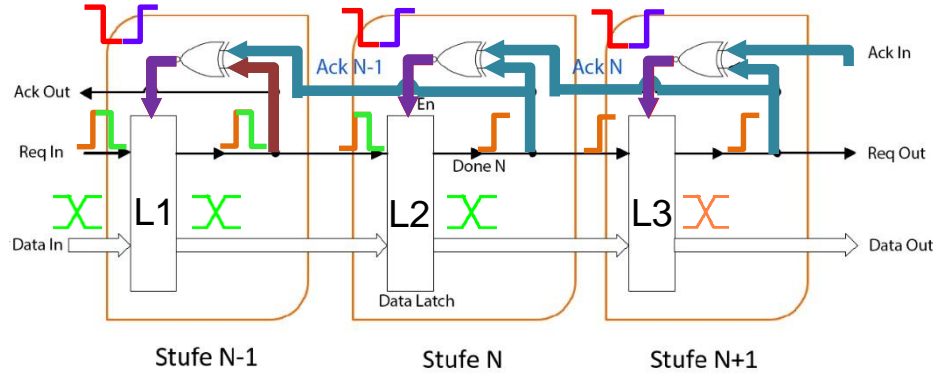 Ack N-1
Ack N
Ack In
Ack Out
En
Req In
Done N
Req Out
L1
L2
L3
Data In
Data Out
Data Latch
Stufe N-1
Stufe N
Stufe N+1